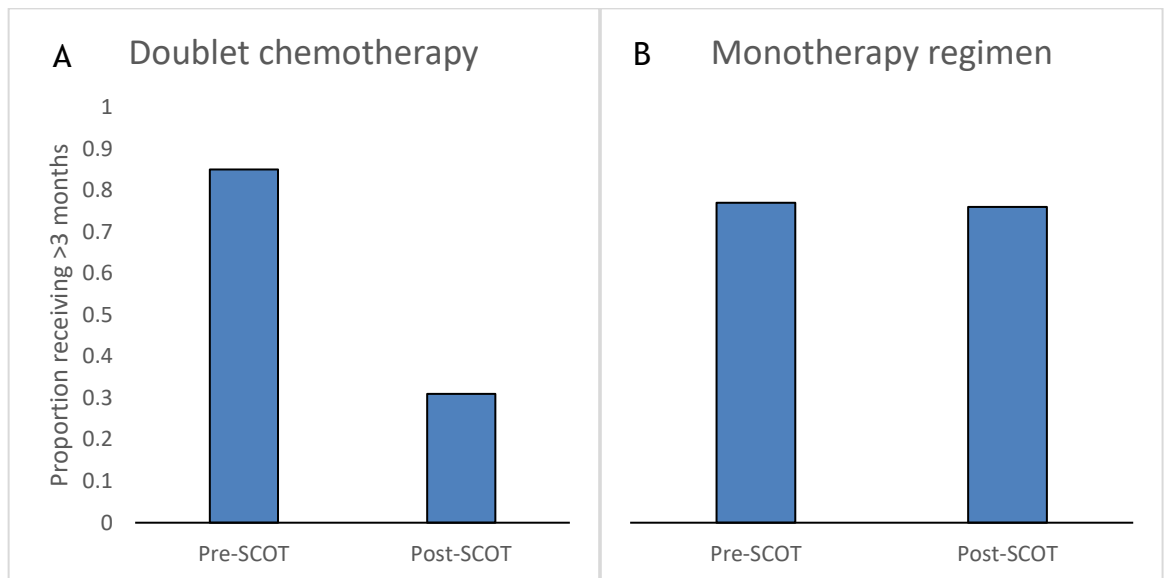 A
Doublet chemotherapy
Proportion receiving >3 months
1
0.9
0.8
0.7
0.6
0.5
0.4
0.3
0.2
0.1
0
Pre-SCOT
Post-SCOT
B
Monotherapy regimen
Pre-SCOT
Post-SCOT